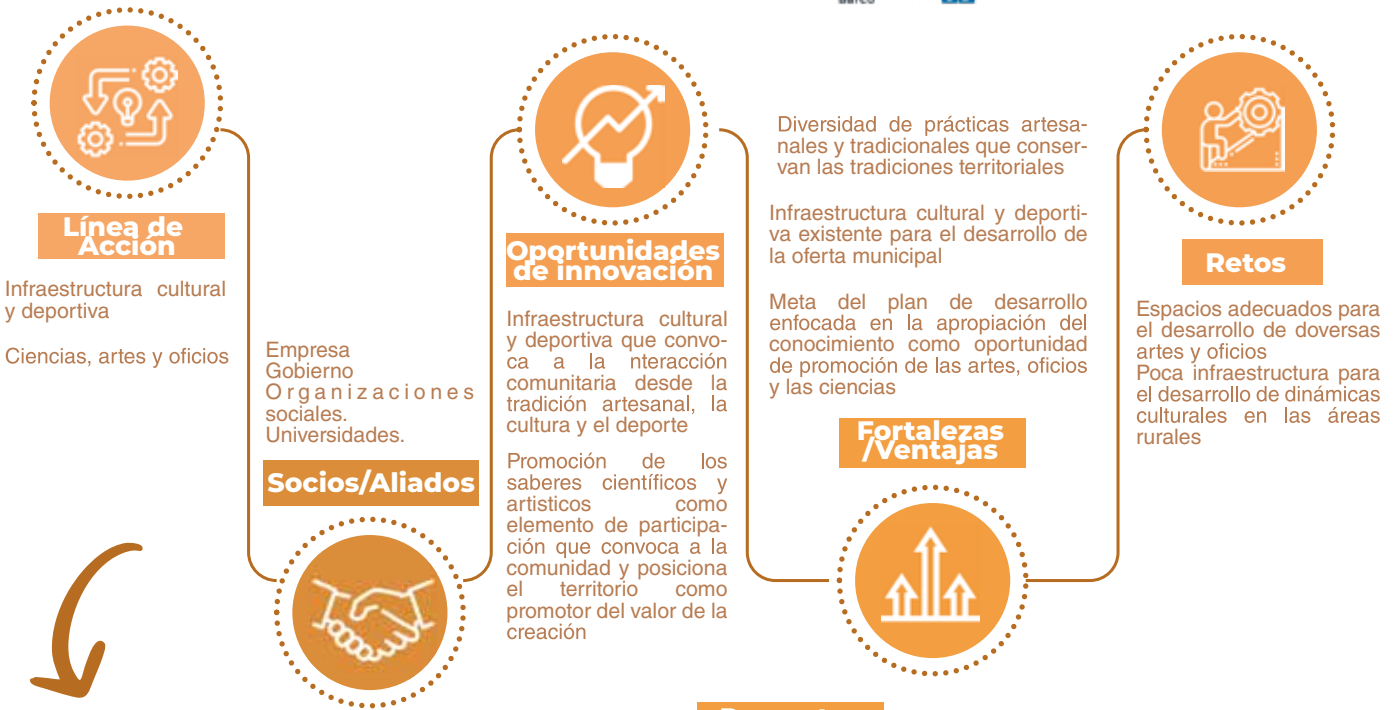 Línea de
Acción
Infraestructura cultural
y deportiva
Ciencias, artes y oficios
Empresa
Gobierno
Organizaciones
sociales.
Universidades.
Socios/Aliados
Oportunidades
de innovación
Infraestructura cultural
y deportiva que convo-
ca a la nteracción
comunitaria desde la
tradición artesanal, la
cultura y el deporte
Promoción de los
saberes científicos y
artisticos como
elemento de participa-
ción que convoca a la
comunidad y posiciona
el territorio como
promotor del valor de la
creación
Diversidad de prácticas artesa-
nales y tradicionales que conser-
van las tradiciones territoriales
Infraestructura cultural y deporti-
va existente para el desarrollo de
la oferta municipal
Meta del plan de desarrollo
enfocada en la apropiación del
conocimiento como oportunidad
de promoción de las artes, oficios
y las ciencias
Fortalezas
/Ventajas
Retos
Espacios adecuados para
el desarrollo de doversas
artes y oficios
Poca infraestructura para
el desarrollo de dinámicas
culturales en las áreas
rurales